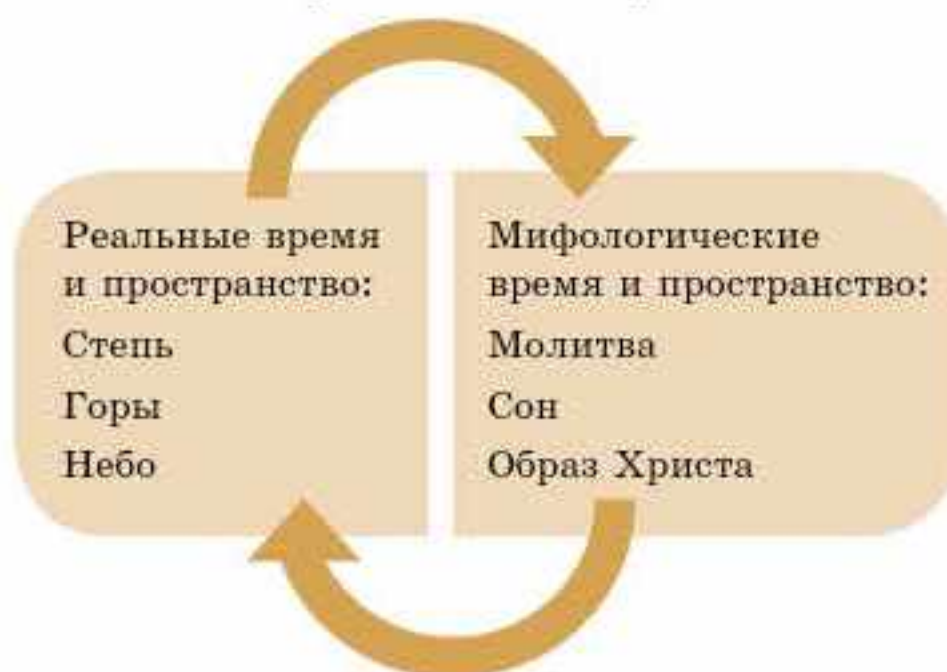 Реальные время
и пространство:
Степь
Горы
Небо
Мифологические
время и пространство:
Молитва
Сон
Образ Христа